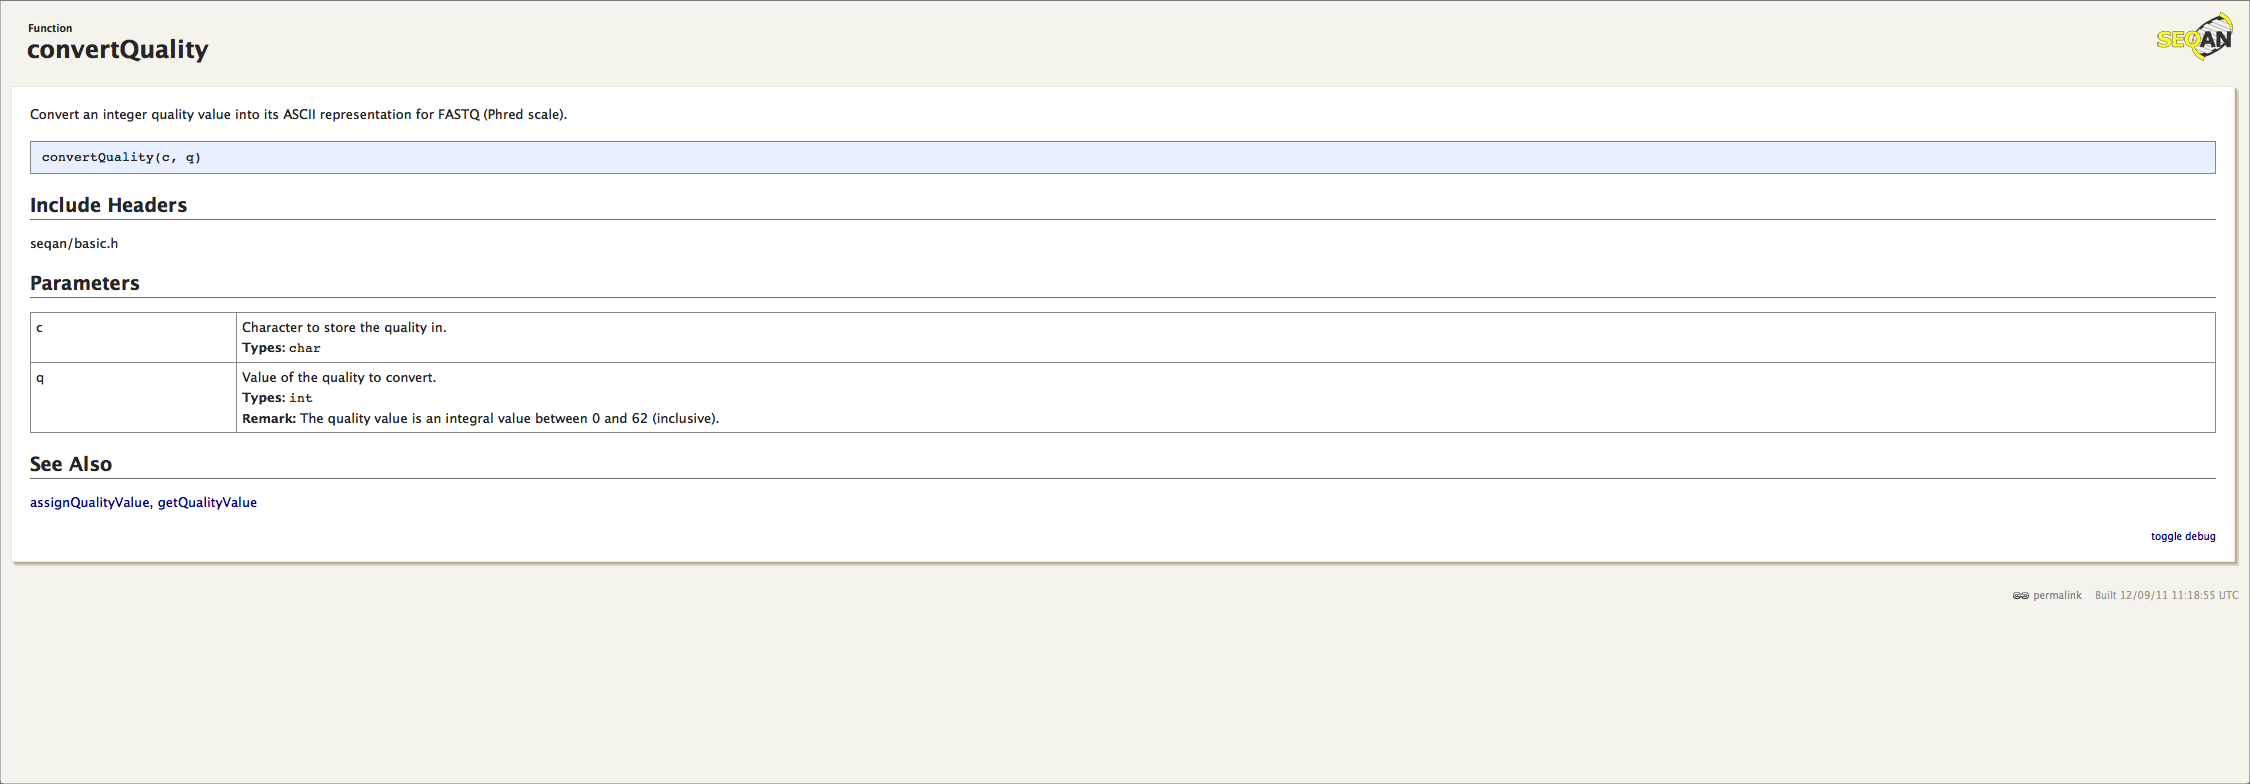 Function
convertQuality
SEQAN
Convert an integer quality value into its ASCII representation for FASTQ (Phred scale).
convertQuality(c, q)
Include Headers
seqan/basic.h
Parameters
c
Character to store the quality in.
Types: char
q
Value of the quality to convert.
Types: int
Remark: The quality value is an integral value between 0 and 62 (inclusive).
See Also
assignQualityValue, getQualityValue
toggle debug
permalink Built 12/09/11 11:18:55 UTC